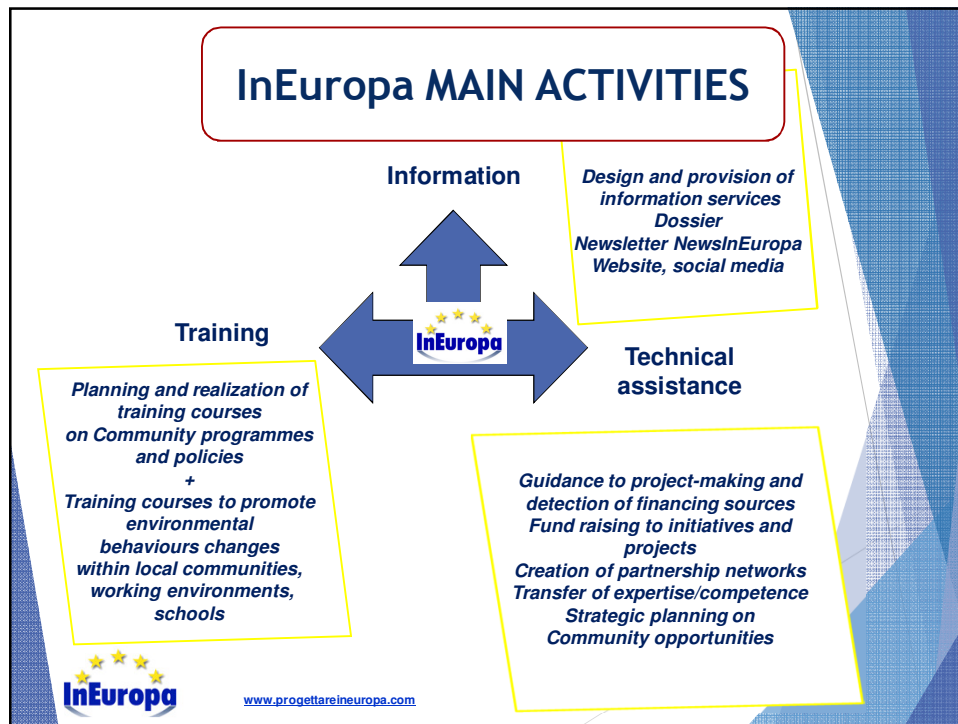 InEuropa MAIN ACTIVITIES
Information
Design and provision of
information services
Dossier
Newsletter NewsInEuropa
Website, social media
InEuropa
Training
Technical
assistance
Planning and realization of
training courses
on Community programmes
and policies
+
Training courses to promote
environmental
behaviours changes
within local communities,
working environments,
schools
Guidance to project-making and
detection of financing sources
Fund raising to initiatives and
projects
Creation of partnership networks
Transfer of expertise/competence
Strategic planning on
Community opportunities
InEuropa
www.progettareineuropa.com